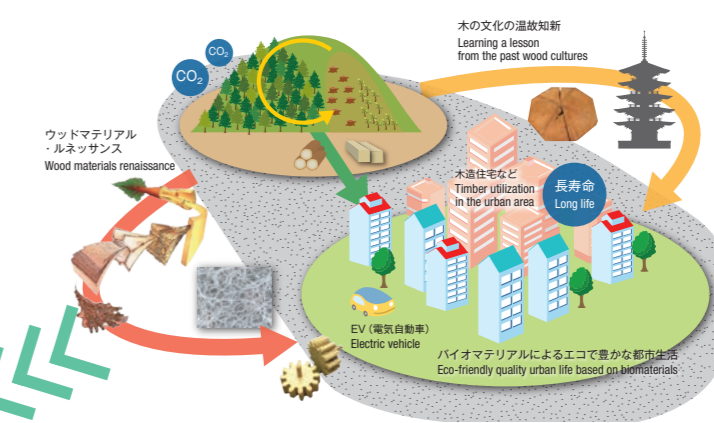 木の文化の温故知新
Learning a lesson
from the past wood cultures
CO₂
CO₂
ウッドマテリアル
・ルネッサンス
Wood materials renaissance
木造住宅など
Timber utilization
in the urban area
長寿命
Long life
EV（電気自動車）
Electric vehicle
バイオマテリアルによるエコで豊かな都市生活
Eco-friendly quality urban life based on biomaterials